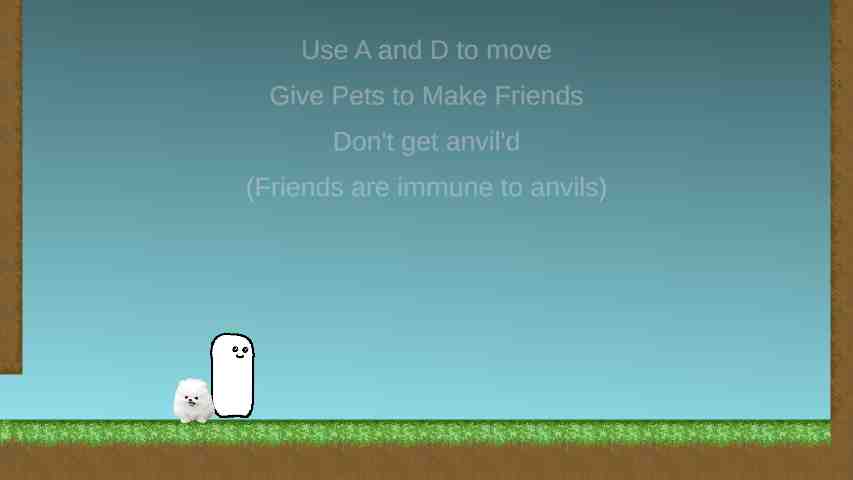 Use A and D to move
Give Pets to Make Friends
Don't get anvil'd
(Friends are immune to anvils)